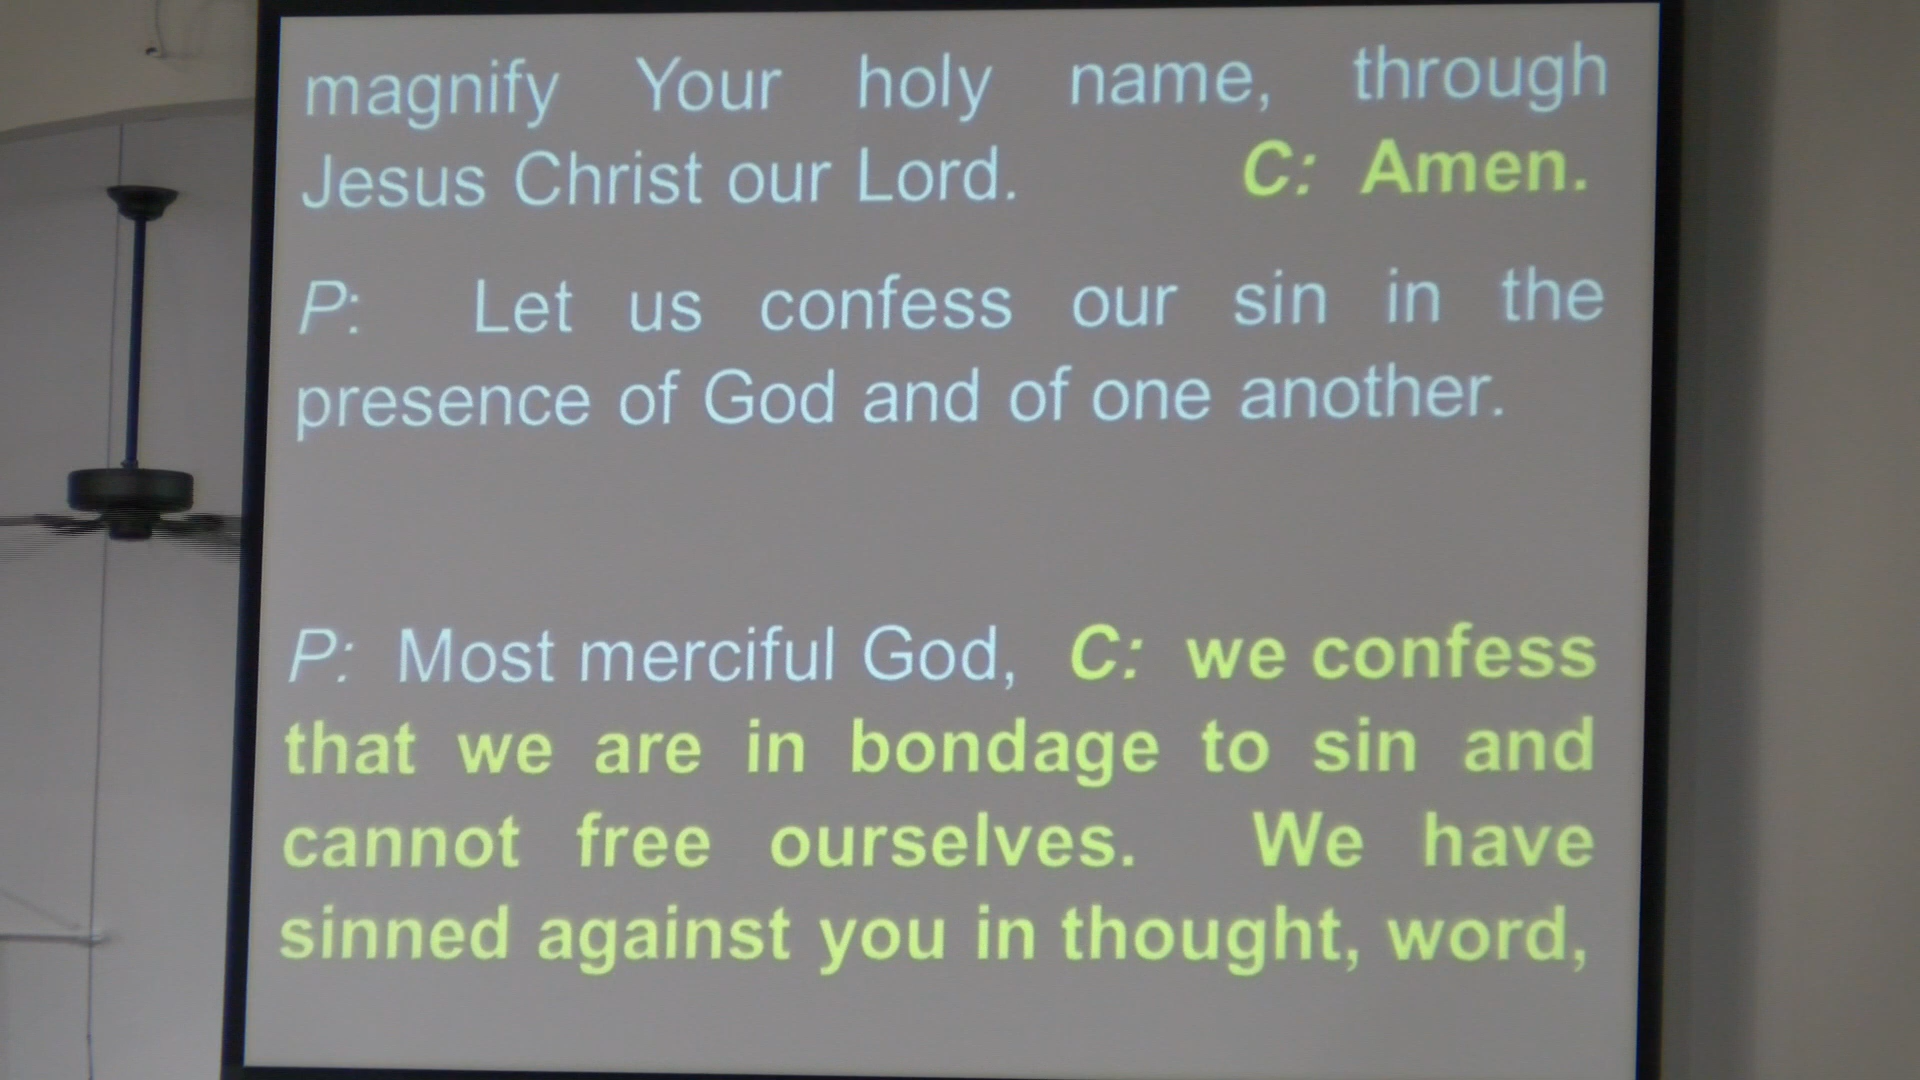 magnify Your holy name, through
Jesus Christ our Lord. C: Amen.
P: Let us confess our sin in the
presence of God and of one another.
P: Most merciful God, C: we confess
that we are in bondage to sin and
cannot free ourselves. We have
sinned against you in thought, word,